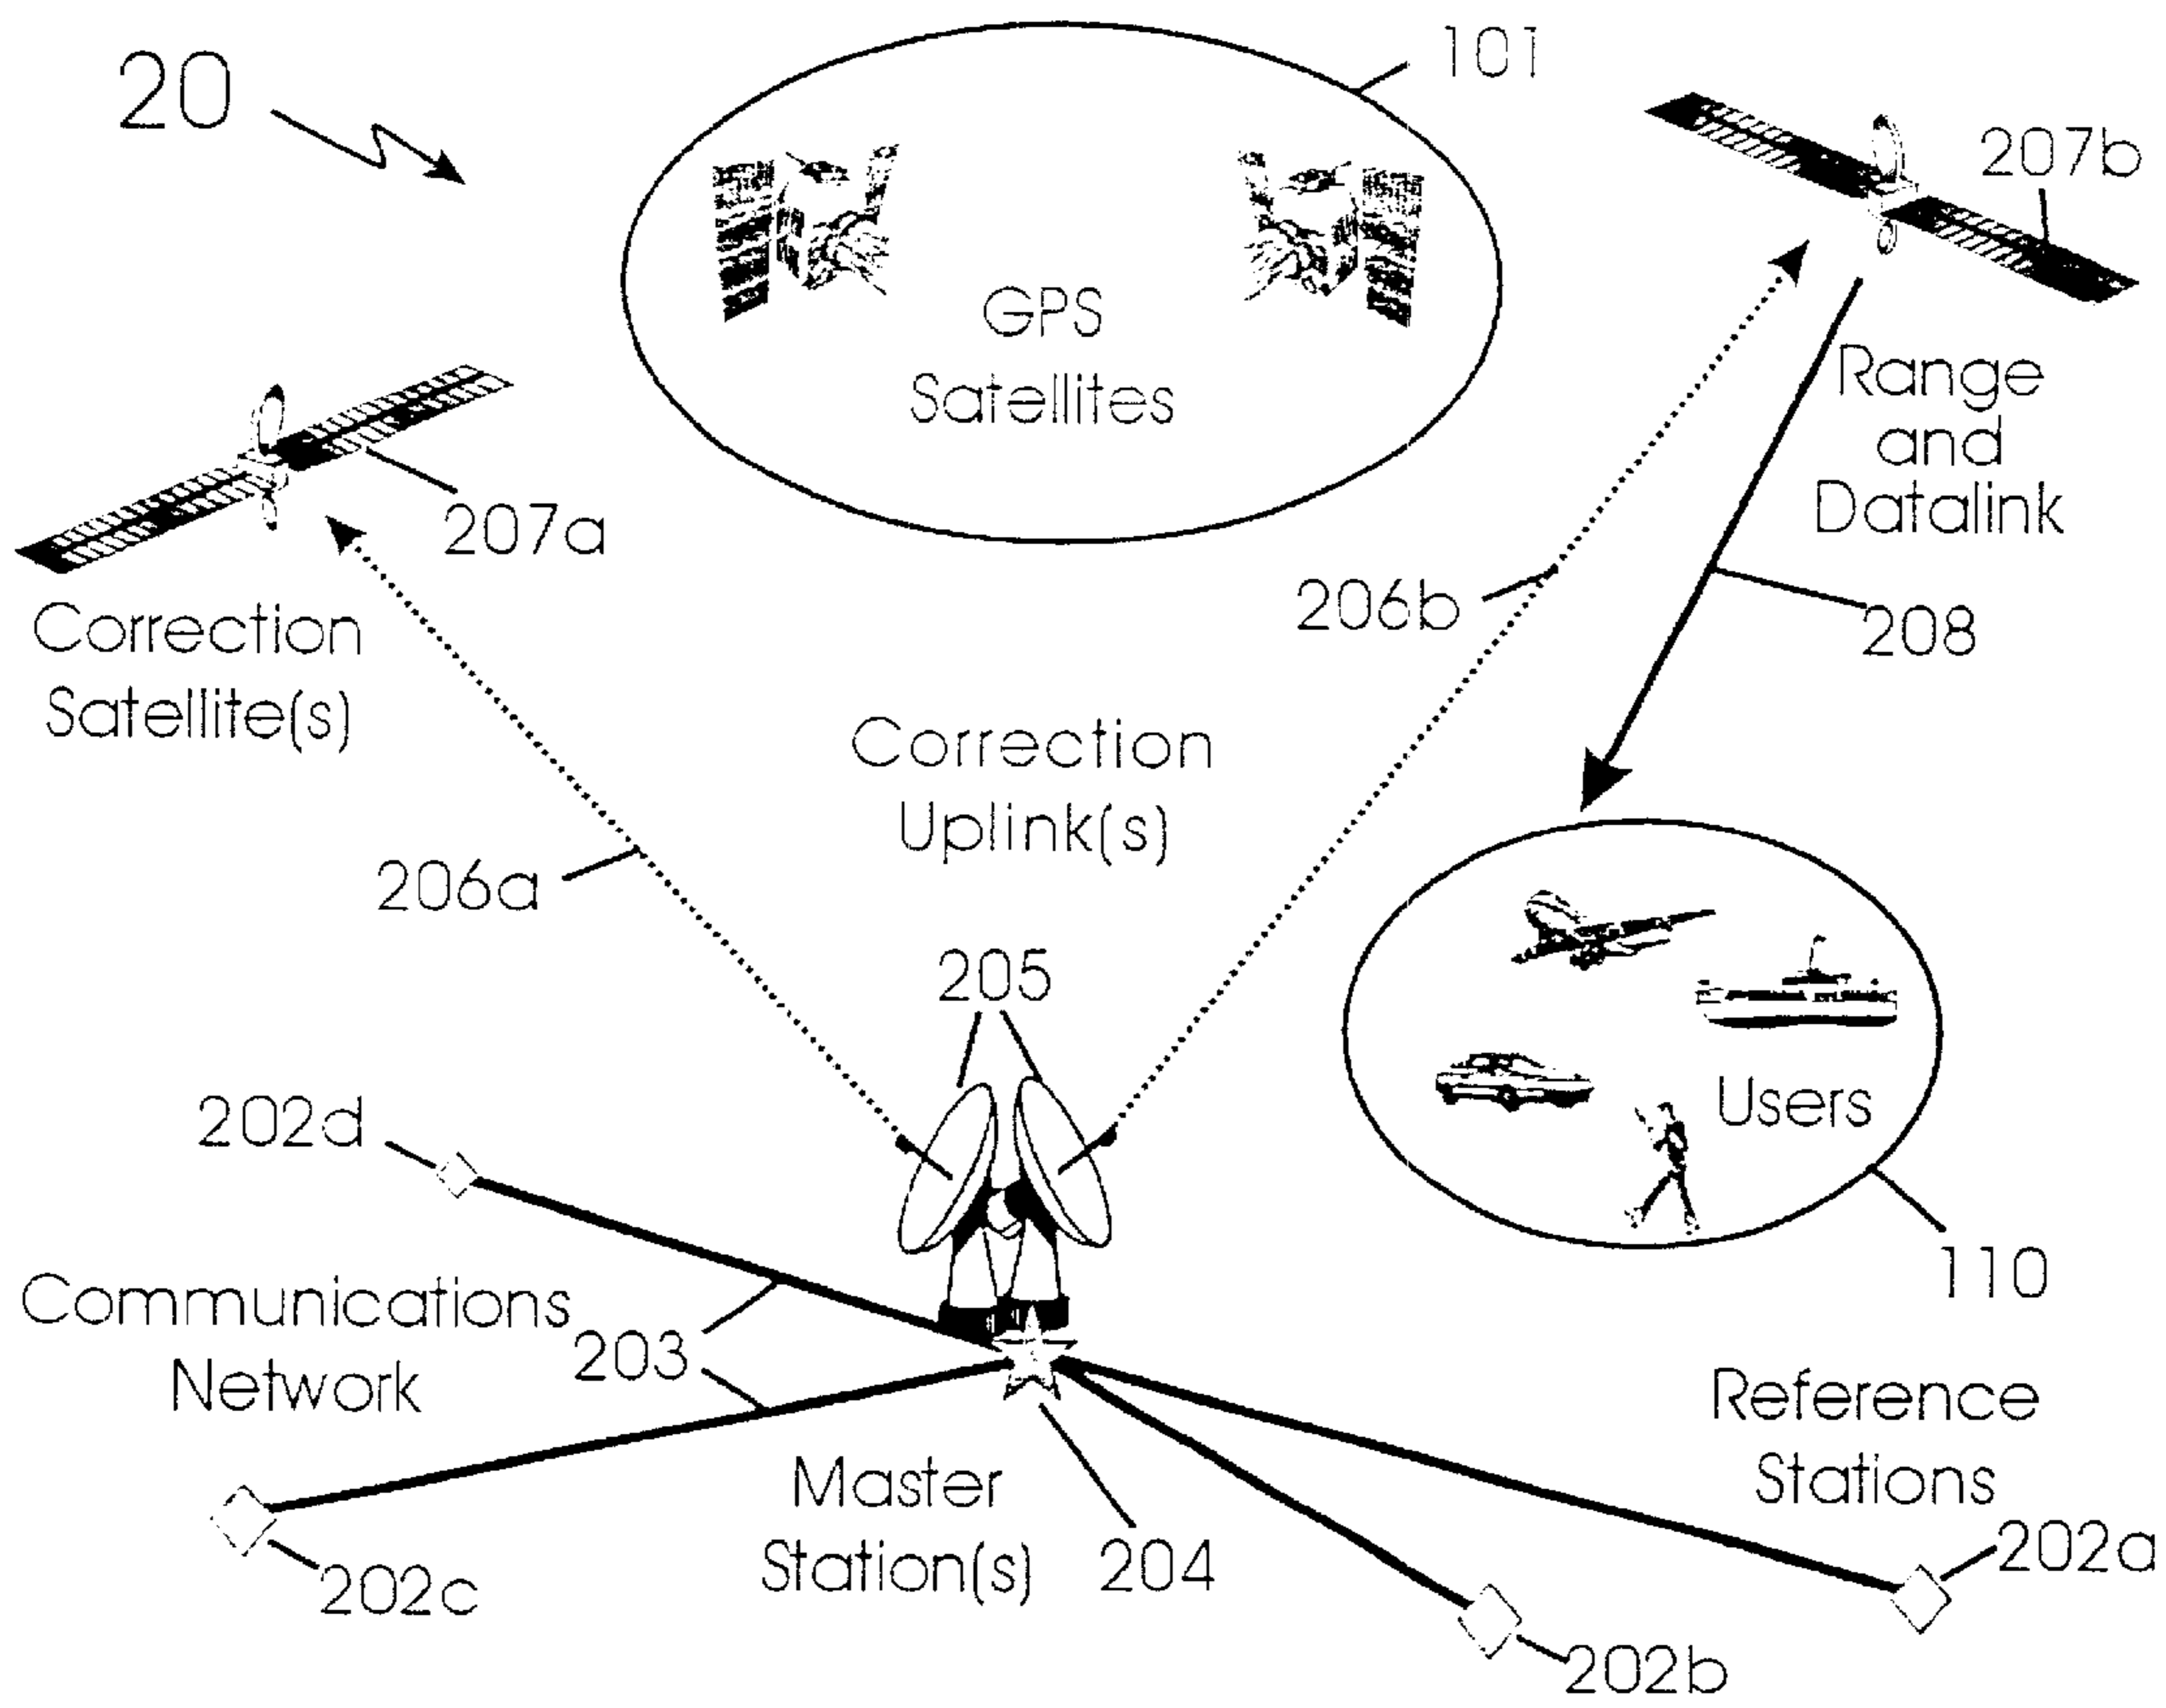 20
101
207b
GPS
Satellites
Range
and
Datalink
207a
206b
208
Correction
Satellite(s)
Correction
Uplink(s)
206a
205
202d
Users
110
Communications
Network
203
Reference
Stations
Master
Station(s)
204
202a
202c
202b